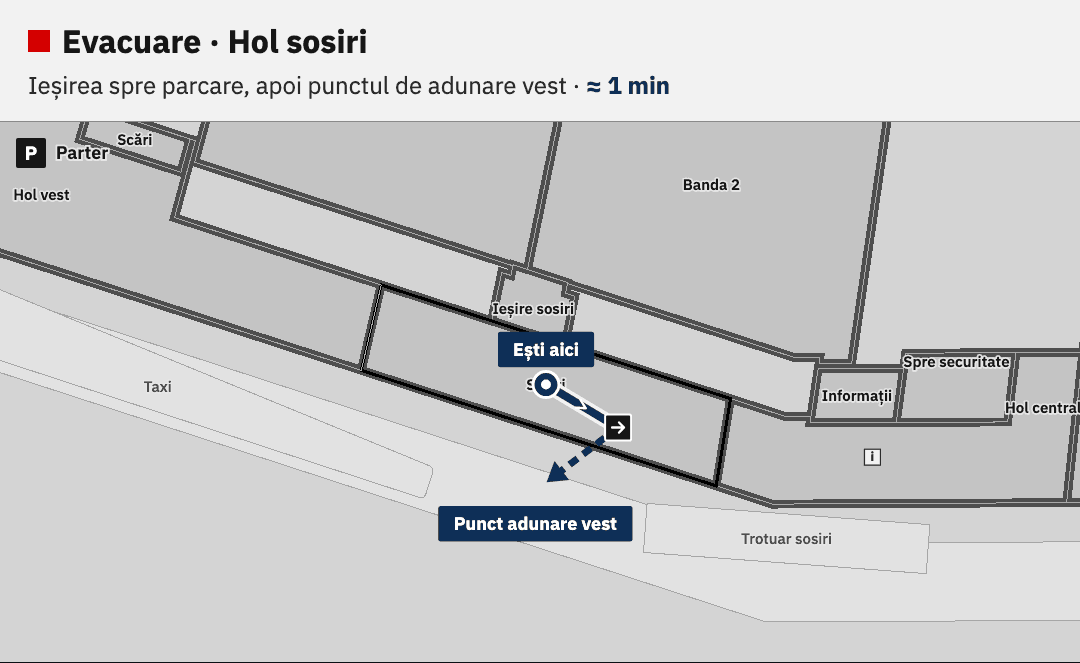 Evacuare · Hol sosiri
Ieșirea spre parcare, apoi punctul de adunare vest · ≈ 1 min
Scări
P Parter
Hol vest
Banda 2
Ieșire sosiri
Ești aici
Spre securitate
Informații
Hol central
Taxi
i
Punct adunare vest
Trotuar sosiri